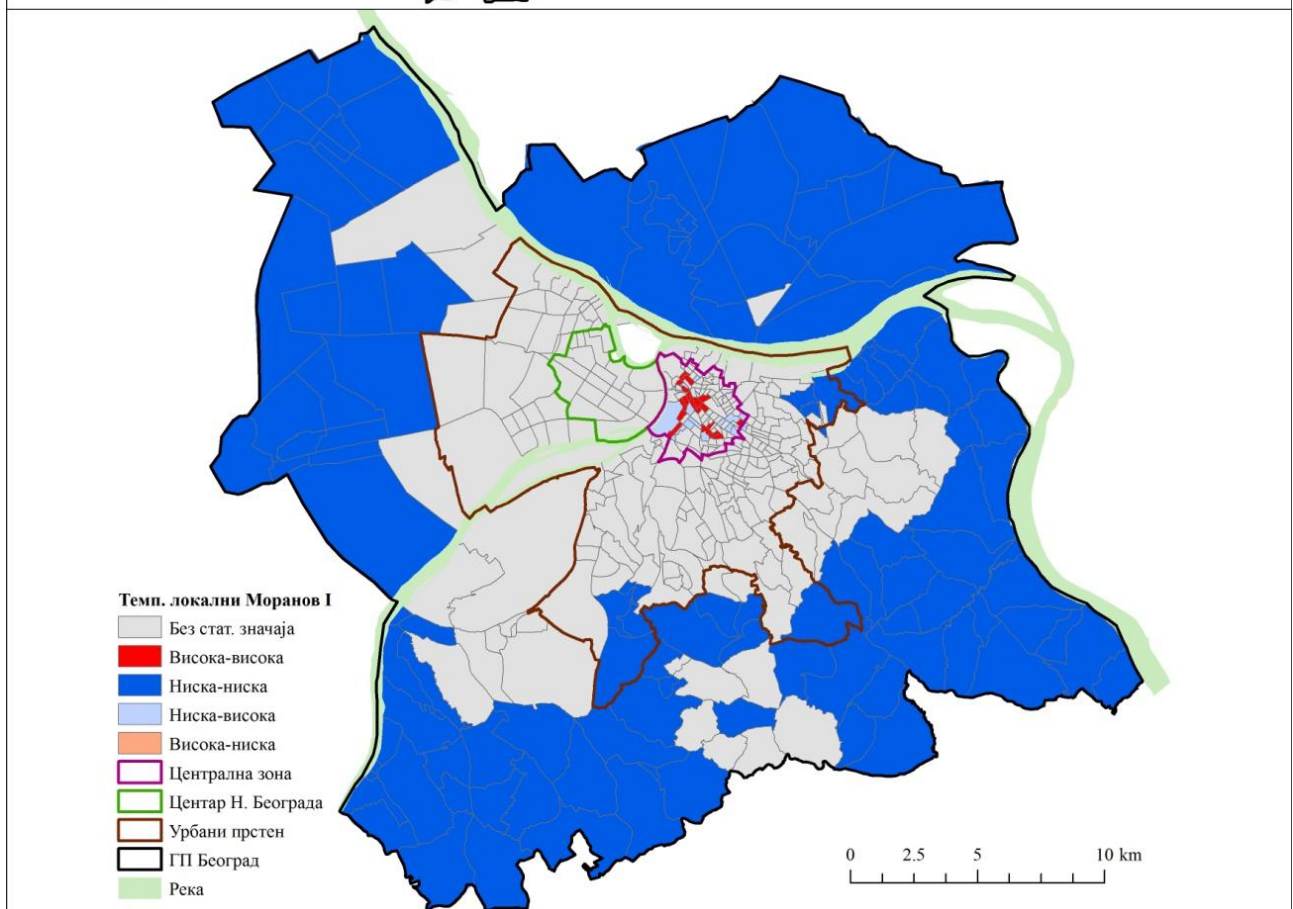 Темп. локални Моранов I
Без стат. значаја
Висока-висока
Ниска-ниска
Ниска-висока
Висока-ниска
Централна зона
Центар Н. Београда
Урбани прстен
ГП Београд
Река
0 2.5 5 10 km